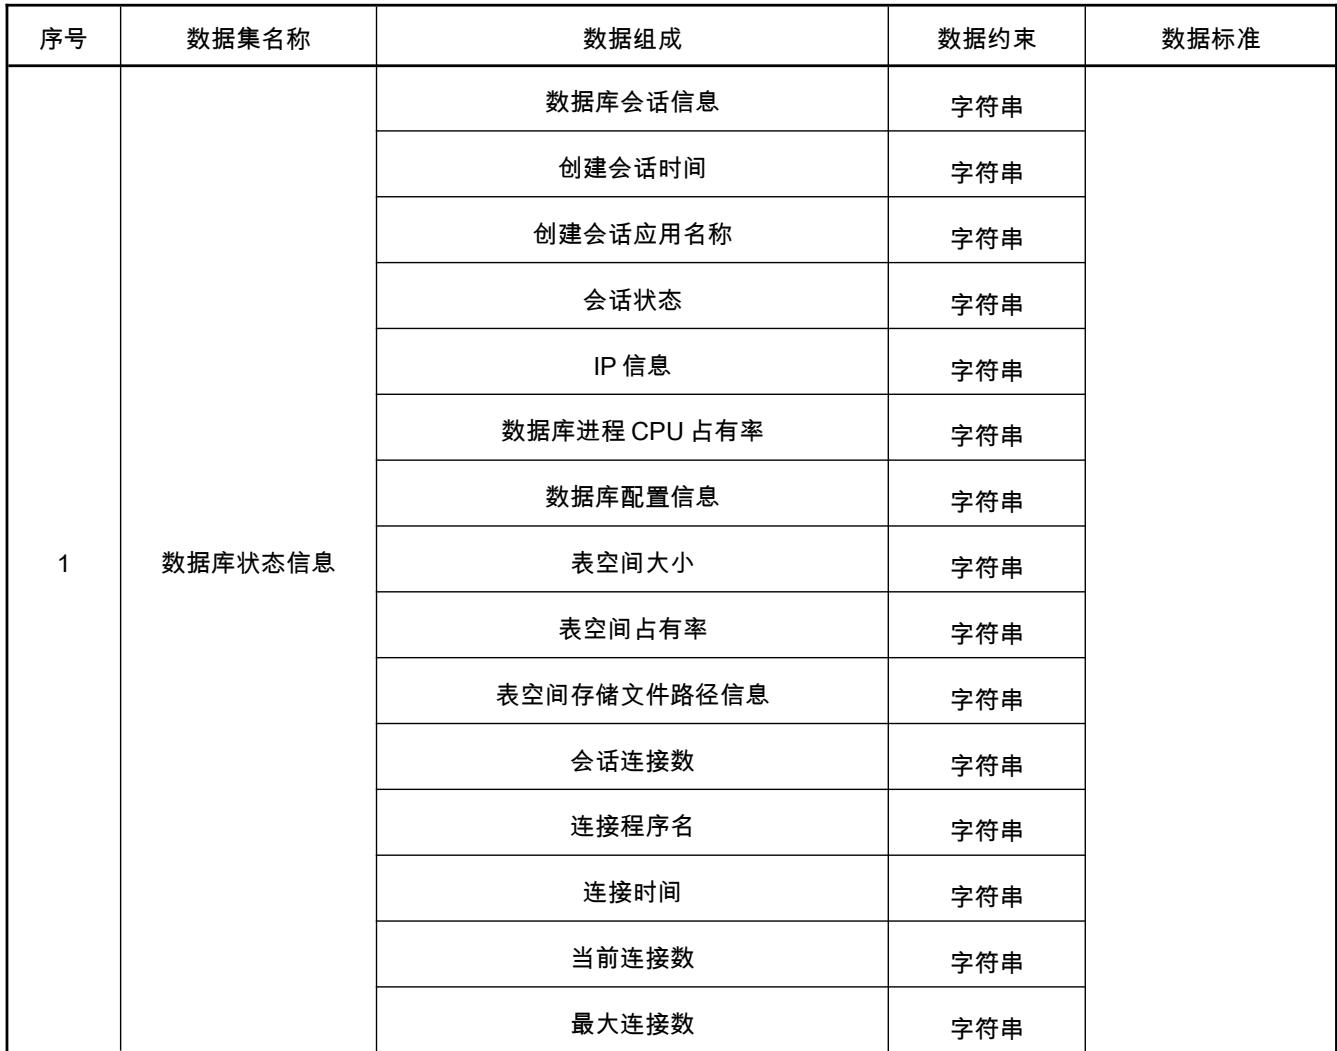 序号 数据集名称 数据组成 数据约束 数据标准
数据库会话信息 字符串
创建会话时间 字符串
创建会话应用名称 字符串
会话状态 字符串
IP 信息 字符串
数据库进程 CPU 占有率 字符串
数据库配置信息 字符串
1 数据库状态信息 表空间大小 字符串
表空间占有率 字符串
表空间存储文件路径信息 字符串
会话连接数 字符串
连接程序名 字符串
连接时间 字符串
当前连接数 字符串
最大连接数 字符串